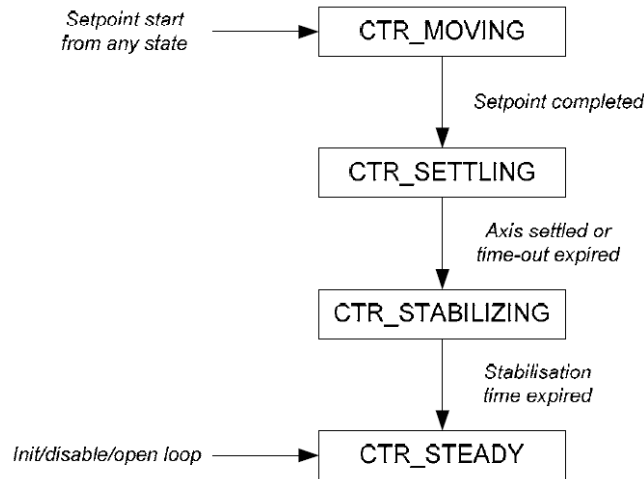 Setpoint start
from any state
CTR_MOVING
Setpoint completed
CTR_SETTLING
Axis settled or
time-out expired
CTR_STABILIZING
Stabilisation
time expired
Init/disable/open loop
CTR_STEADY